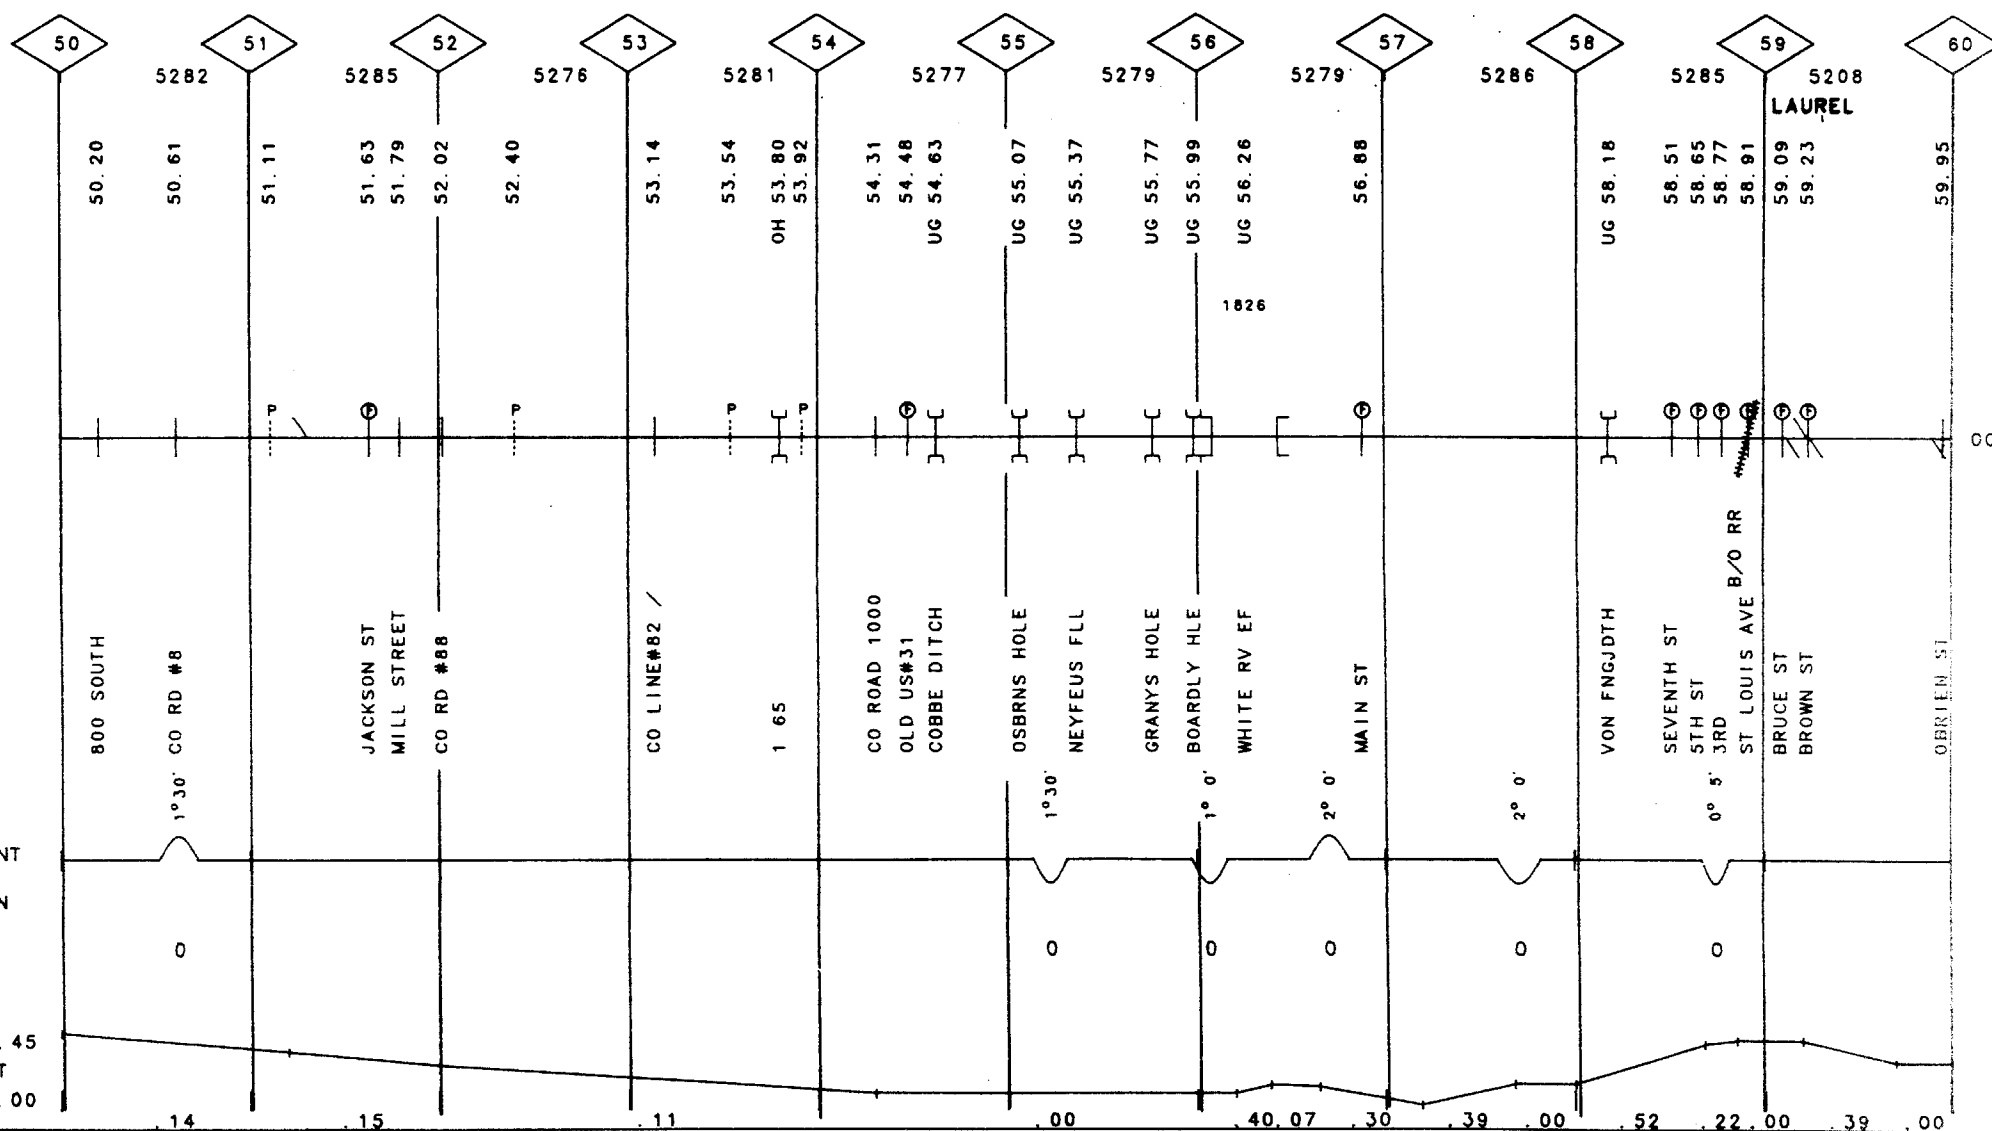 50 51 52 53 54 55 56 57 58 59 60
5282 5285 5276 5281 5277 5279 5279 5286 5285 5208
LAUREL
50.20
50.61
51.11
51.63
51.79
52.02
52.40
53.14
53.54
OH 53.80
53.92
54.31
54.48
UG 54.63
UG 55.07
UG 55.37
UG 55.77
UG 55.99
UG 56.26
56.88
UG 58.18
58.51
58.65
58.77
58.91
59.09
59.23
59.95
1826
P F P P P F F F F F F F F
CO
800 SOUTH
CO RD #8
JACKSON ST
MILL STREET
CO RD #88
CO LINE#82 /
1 65
CO ROAD 1000
OLD US#31
COBBE DITCH
OSBRNS HOLE
NEYFEUS FLL
GRANYS HOLE
BOARDLY HLE
WHITE RV EF
MAIN ST
VON FNGJDTH
SEVENTH ST
5TH ST
3RD
ST LOUIS AVE
B/O RR
BRUCE ST
BROWN ST
OBRIEN ST
1°30' 1°30' 1° 0' 2° 0' 2° 0' 0° 5'
NT
N
0 0 0 0 0 0
.45
T
.00
.14 .15 .11 .00 .40 .07 .30 .39 .00 .52 .22 .00 .39 .00